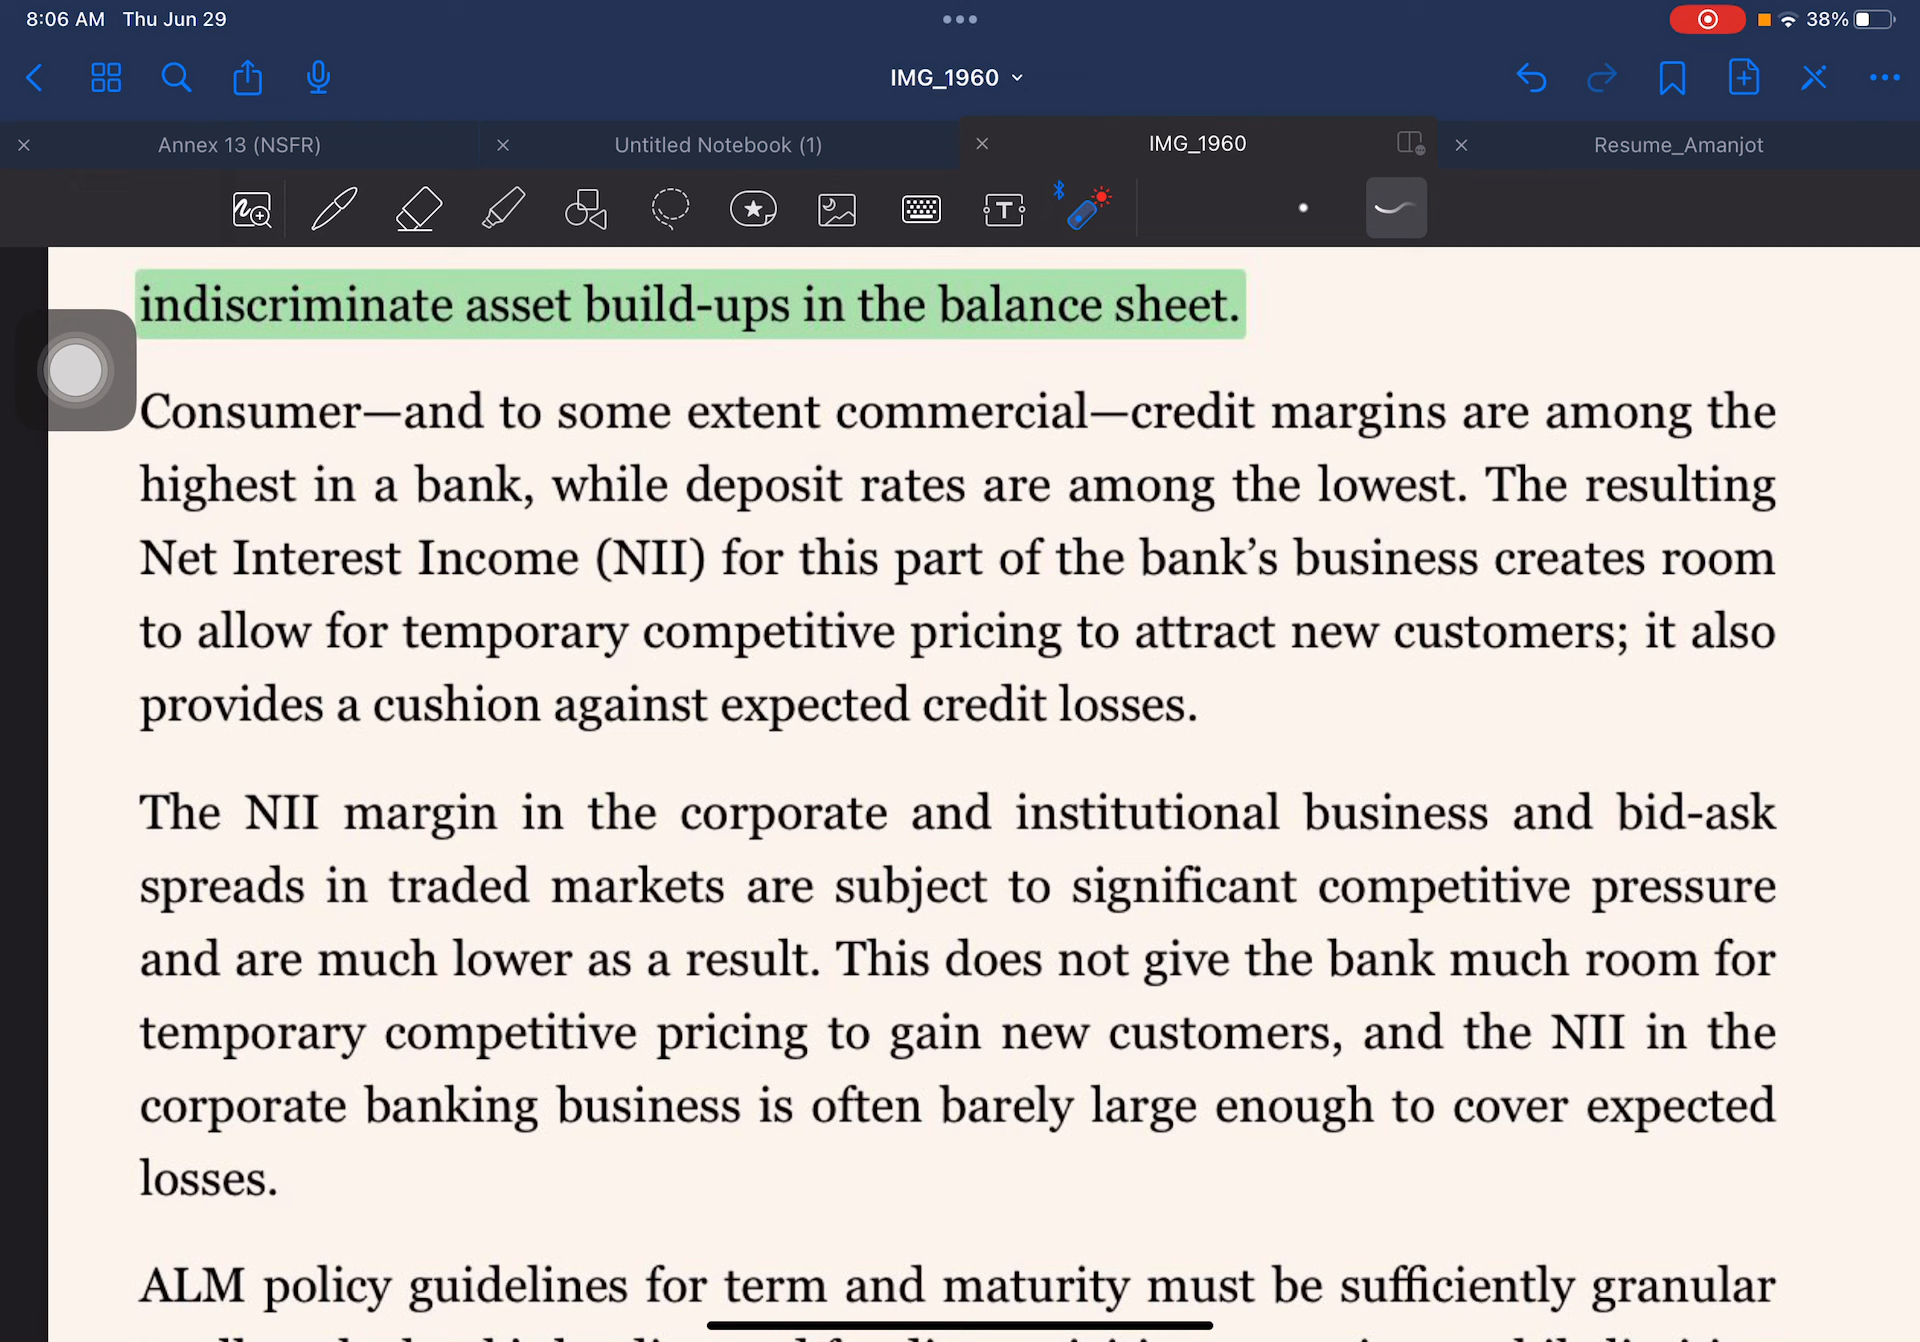 8:06 AM Thu Jun 29
38%
IMG_1960
Annex 13 (NSFR)
Untitled Notebook (1)
IMG_1960
Resume_Amanjot
indiscriminate asset build-ups in the balance sheet.
Consumer—and to some extent commercial—credit margins are among the
highest in a bank, while deposit rates are among the lowest. The resulting
Net Interest Income (NII) for this part of the bank’s business creates room
to allow for temporary competitive pricing to attract new customers; it also
provides a cushion against expected credit losses.
The NII margin in the corporate and institutional business and bid-ask
spreads in traded markets are subject to significant competitive pressure
and are much lower as a result. This does not give the bank much room for
temporary competitive pricing to gain new customers, and the NII in the
corporate banking business is often barely large enough to cover expected
losses.
ALM policy guidelines for term and maturity must be sufficiently granular